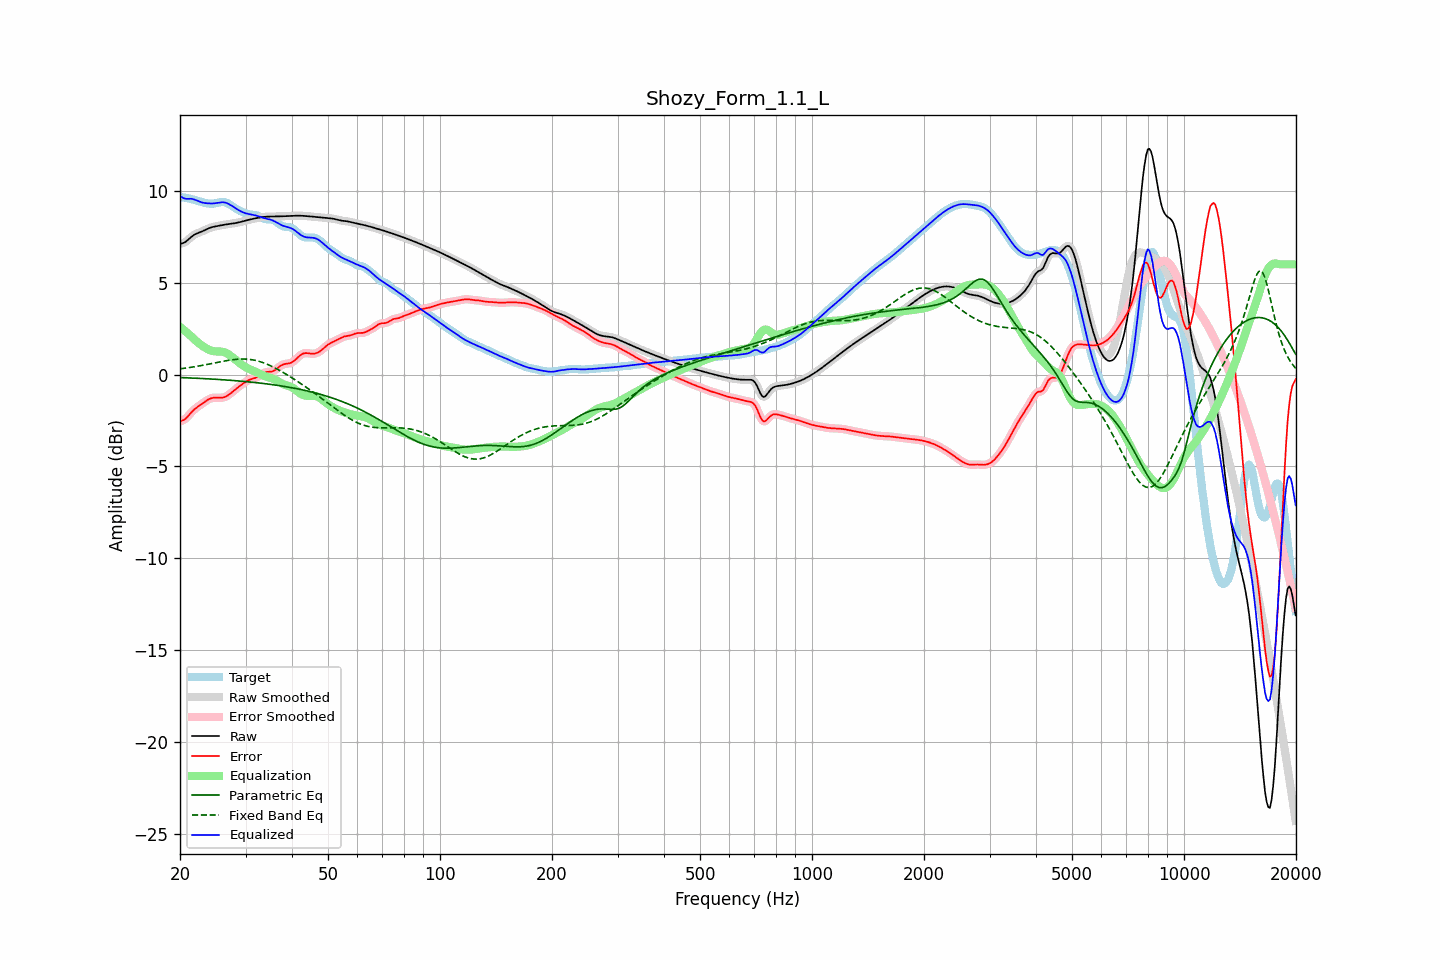 Shozy_Form_1.1_L
Amplitude (dBr)
10
5
0
−5
−10
−15
−20
−25
Target
Raw Smoothed
Error Smoothed
Raw
Error
Equalization
Parametric Eq
Fixed Band Eq
Equalized
20 50 100 200 500 1000 2000 5000 10000 20000
Frequency (Hz)